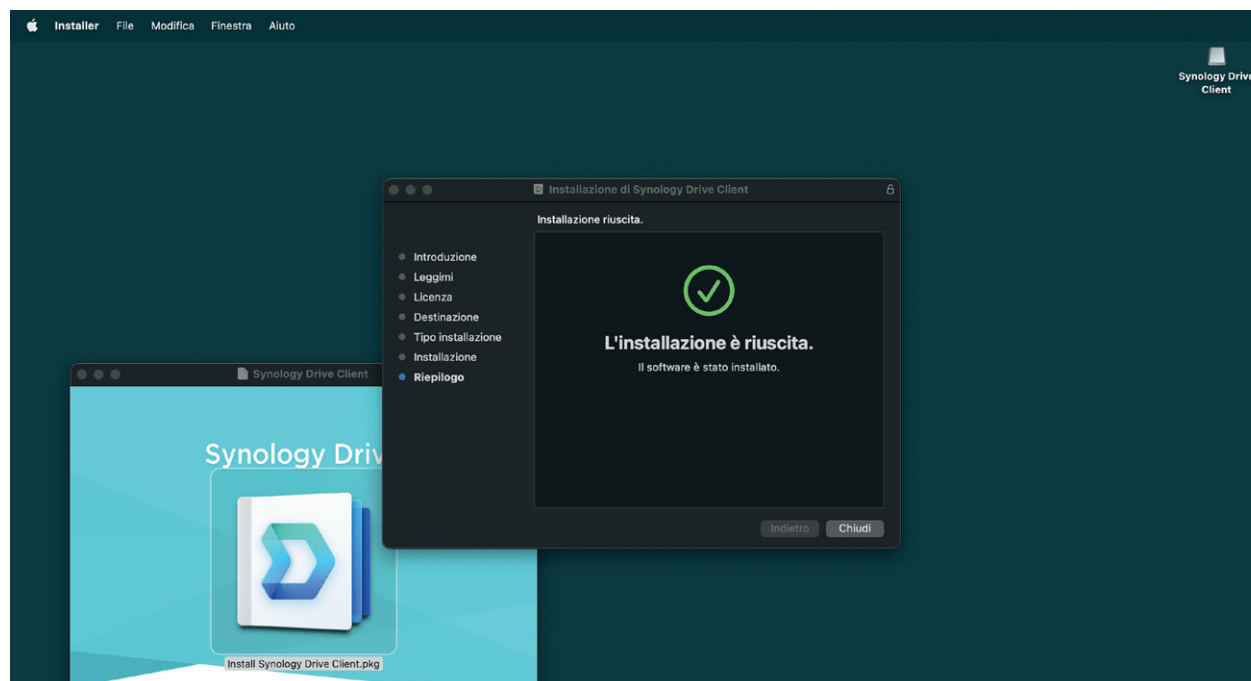 Installer File Modifica Finestra Aiuto
Synology Drive
Client
Installazione di Synology Drive Client
Installazione riuscita.
Introduzione
Leggimi
Licenza
Destinazione
Tipo installazione
Installazione
Riepilogo
L'installazione è riuscita.
Il software è stato installato.
Indietro Chiudi
Synology Drive Client
Synology Driv
Install Synology Drive Client.pkg